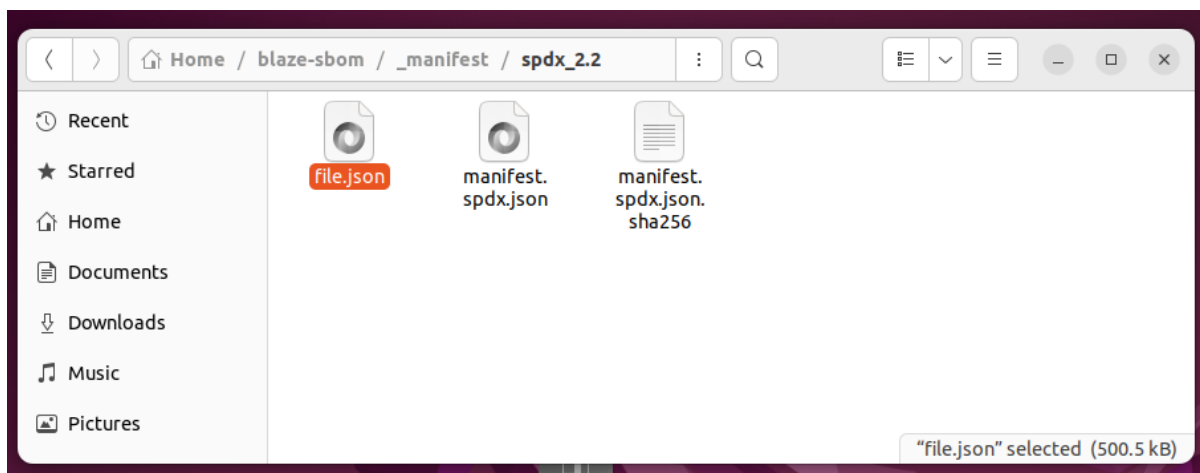 Home / blaze-sbom / _manifest / spdx_2.2
Recent
Starred
Home
Documents
Downloads
Music
Pictures
file.json
manifest.
spdx.json
manifest.
spdx.json.
sha256
“file.json” selected (500.5 kB)